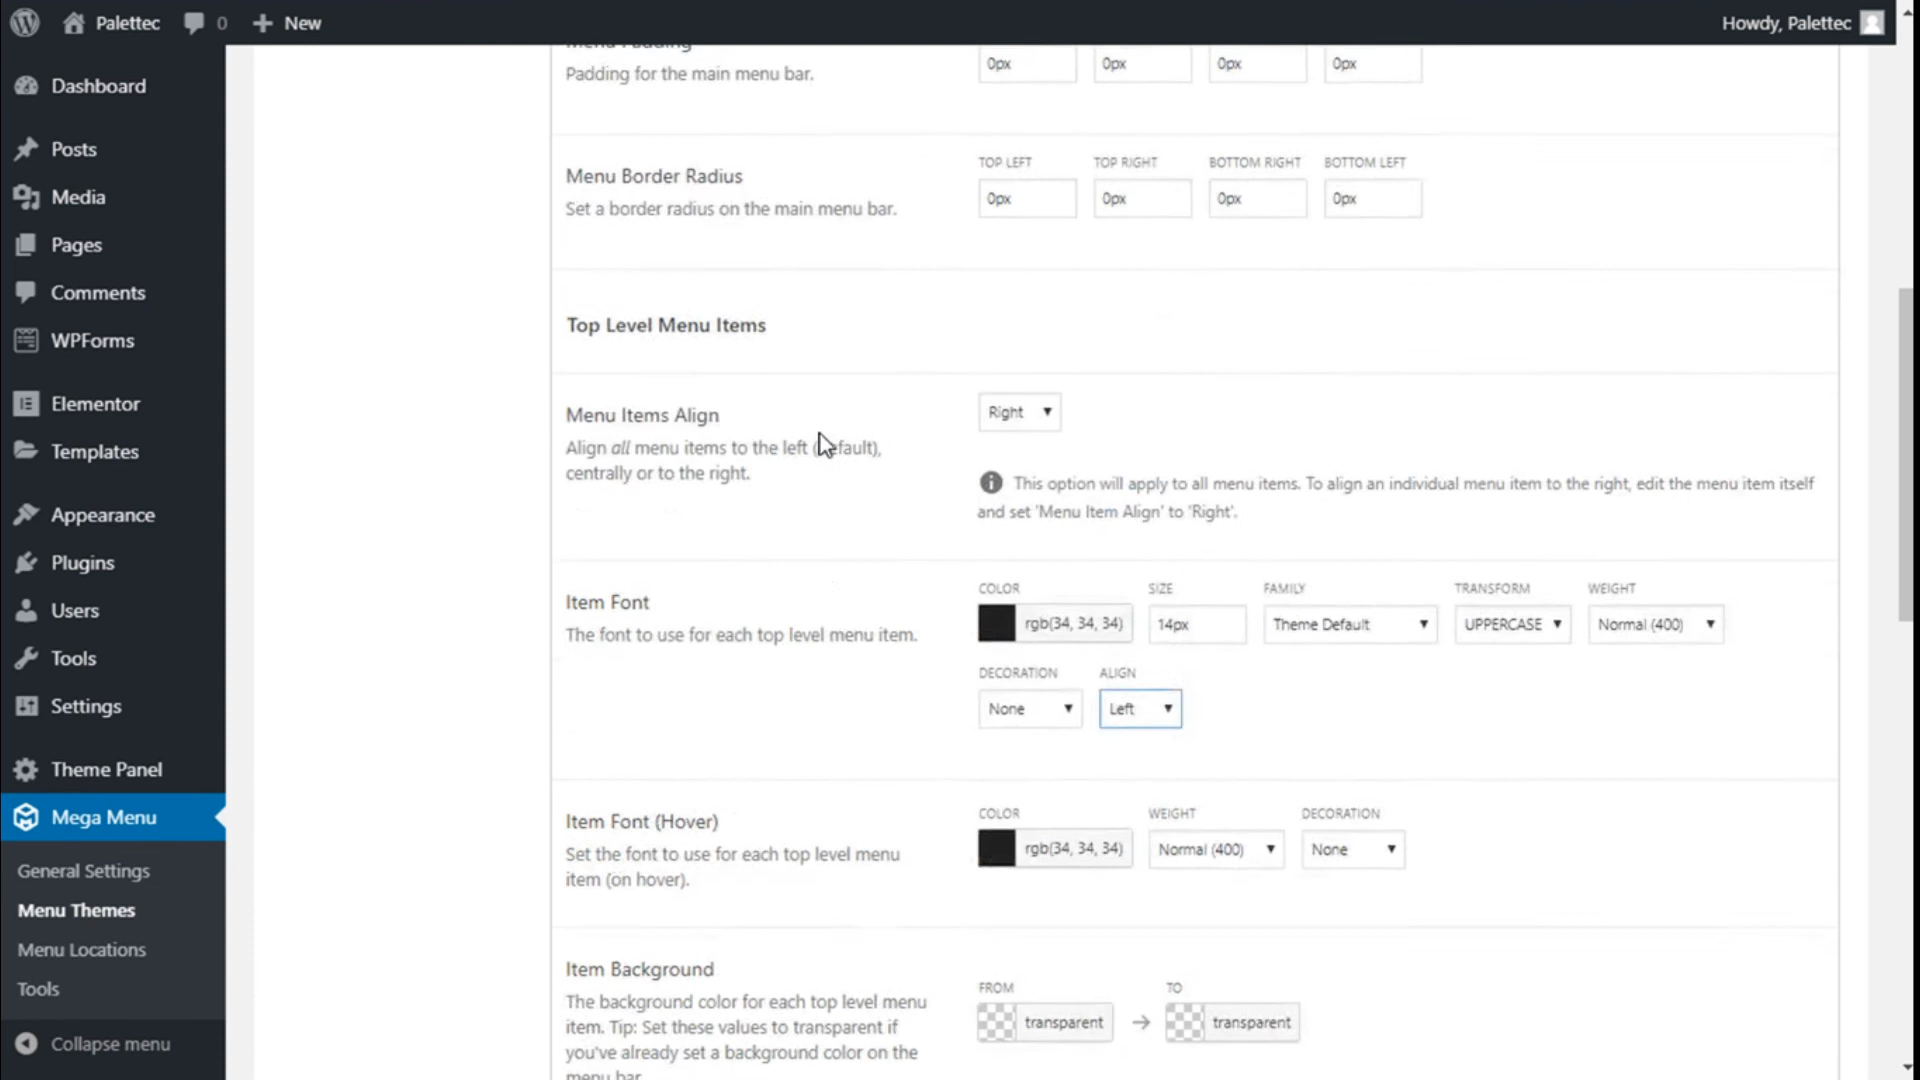 Palettec
0
New
Howdy, Palettec
Dashboard
Posts
Media
Pages
Comments
WPForms
Elementor
Templates
Appearance
Plugins
Users
Tools
Settings
Theme Panel
Mega Menu
General Settings
Menu Themes
Menu Locations
Tools
Collapse menu
Menu Padding
Padding for the main menu bar.
0px 0px 0px 0px
Menu Border Radius
Set a border radius on the main menu bar.
TOP LEFT TOP RIGHT BOTTOM RIGHT BOTTOM LEFT
0px 0px 0px 0px
Top Level Menu Items
Menu Items Align
Align all menu items to the left (default),
centrally or to the right.
Right
This option will apply to all menu items. To align an individual menu item to the right, edit the menu item itself
and set 'Menu Item Align' to 'Right'.
Item Font
The font to use for each top level menu item.
COLOR SIZE FAMILY TRANSFORM WEIGHT
rgb(34, 34, 34) 14px Theme Default UPPERCASE Normal (400)
DECORATION ALIGN
None Left
Item Font (Hover)
Set the font to use for each top level menu
item (on hover).
COLOR WEIGHT DECORATION
rgb(34, 34, 34) Normal (400) None
Item Background
The background color for each top level menu
item. Tip: Set these values to transparent if
you've already set a background color on the
menu bar.
FROM TO
transparent → transparent